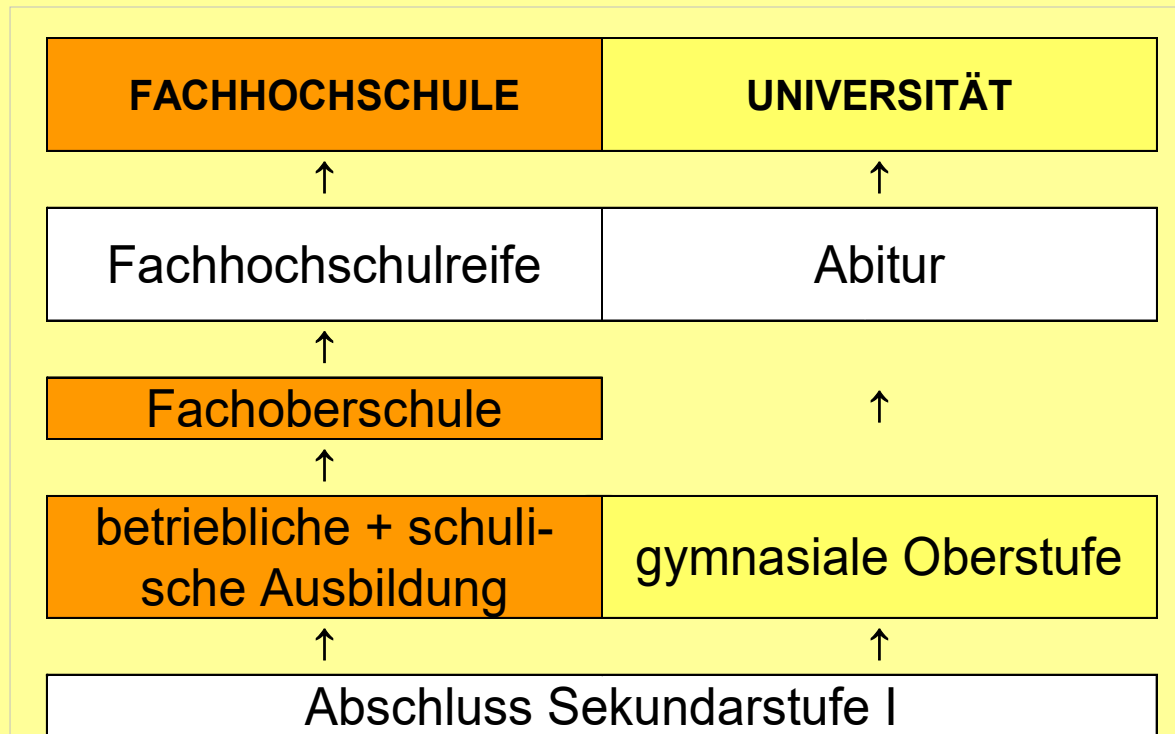 FACHHOCHSCHULE UNIVERSITÄT
↑ ↑
Fachhochschulreife Abitur
↑
Fachoberschule ↑
↑
betriebliche + schuli-
sche Ausbildung
gymnasiale Oberstufe
↑ ↑
Abschluss Sekundarstufe I